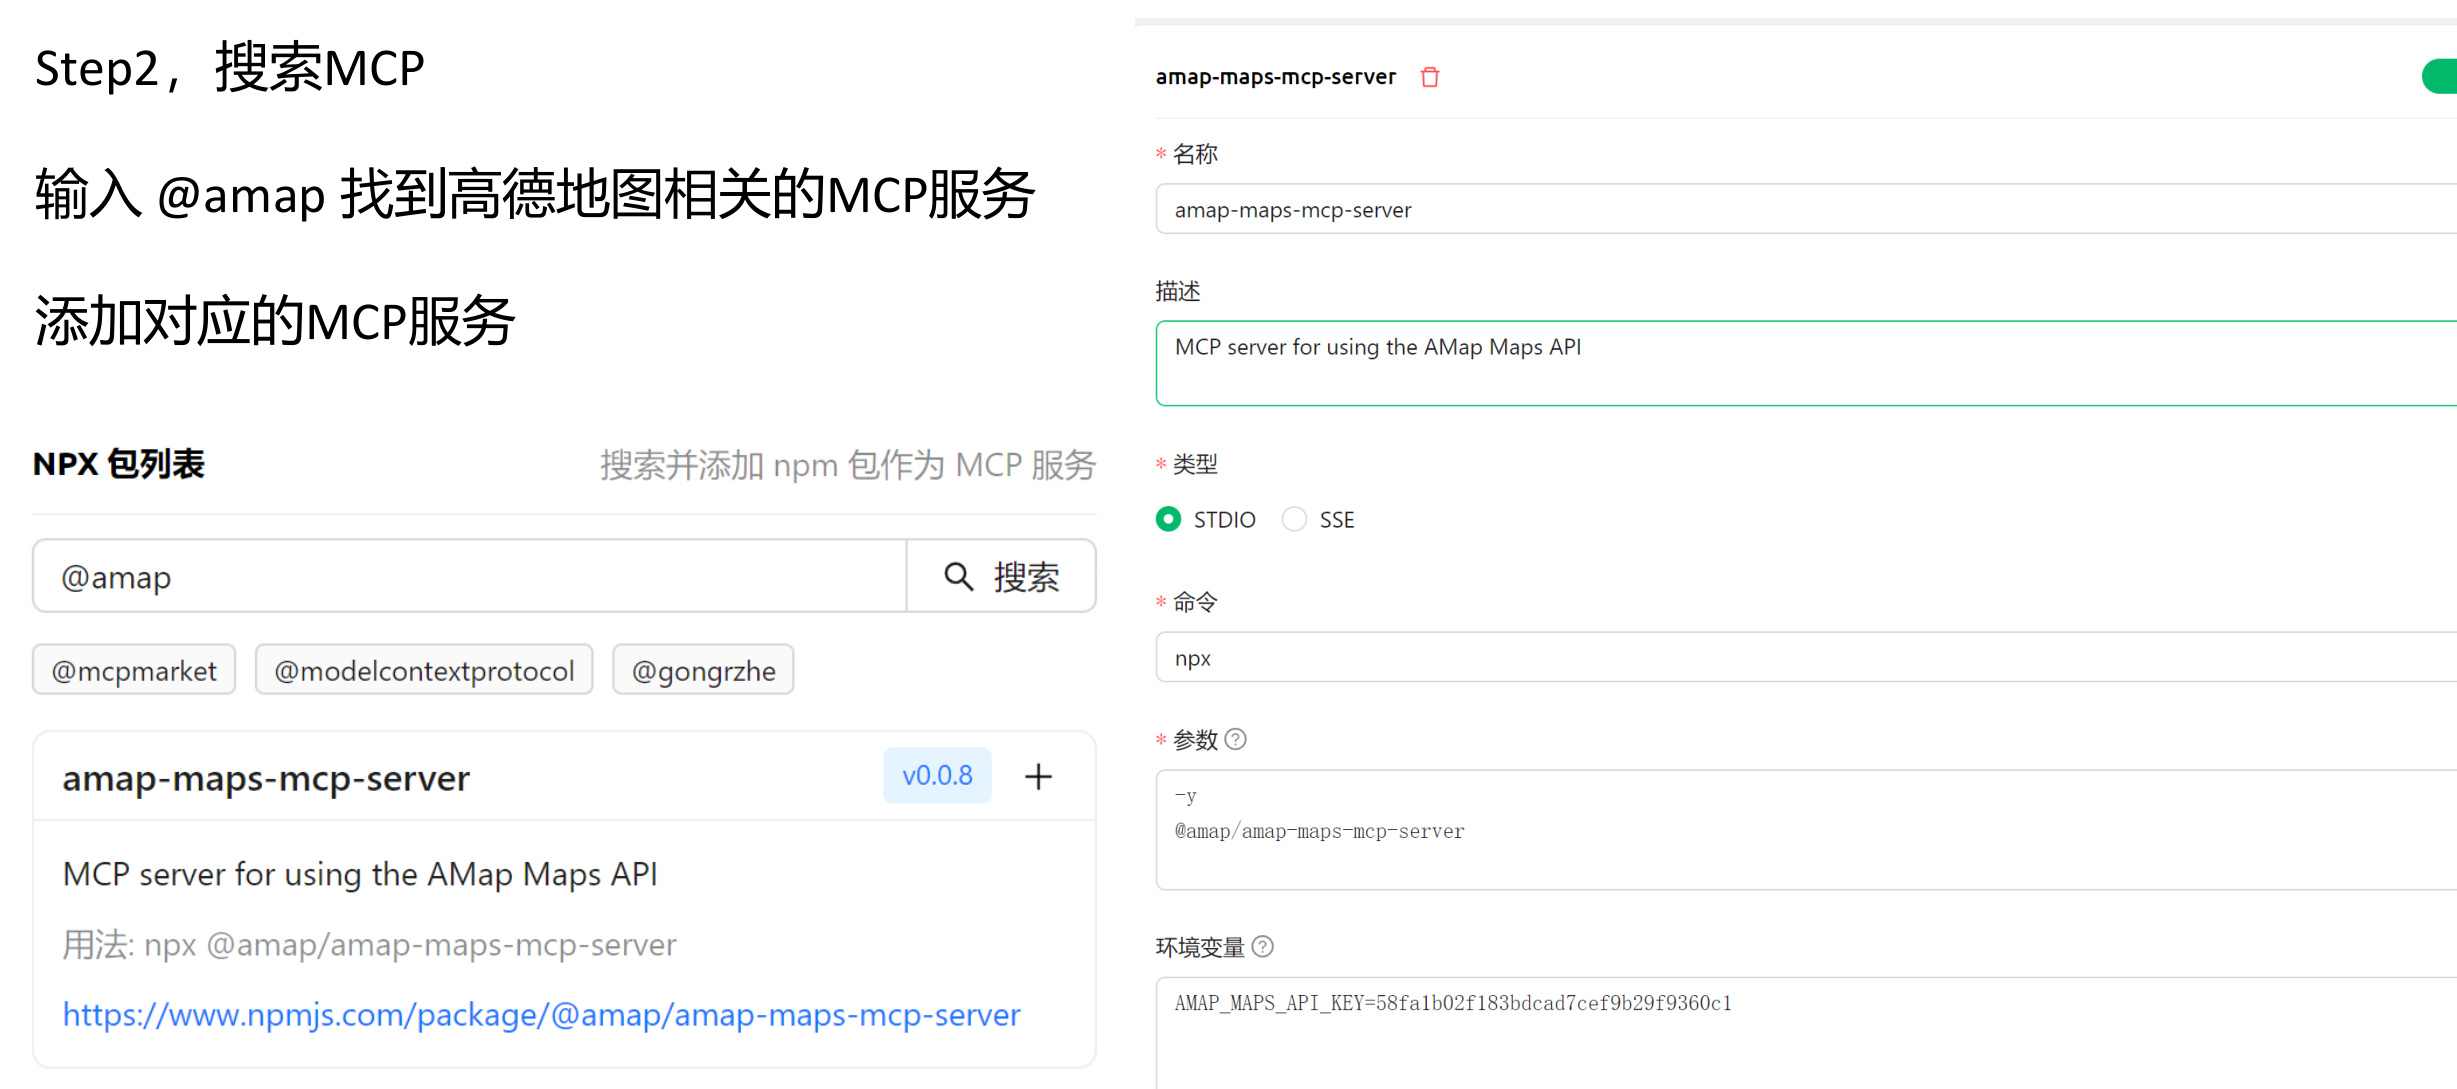 Step2，搜索MCP
输入 @amap 找到高德地图相关的MCP服务
添加对应的MCP服务
NPX 包列表
搜索并添加 npm 包作为 MCP 服务
@amap
搜索
@mcpmarket
@modelcontextprotocol
@gongrzhe
amap-maps-mcp-server
v0.0.8
MCP server for using the AMap Maps API
用法: npx @amap/amap-maps-mcp-server
https://www.npmjs.com/package/@amap/amap-maps-mcp-server
amap-maps-mcp-server
* 名称
amap-maps-mcp-server
描述
MCP server for using the AMap Maps API
* 类型
STDIO
SSE
* 命令
npx
* 参数
-y
@amap/amap-maps-mcp-server
环境变量
AMAP_MAPS_API_KEY=58fa1b02f183bdcad7cef9b29f9360c1